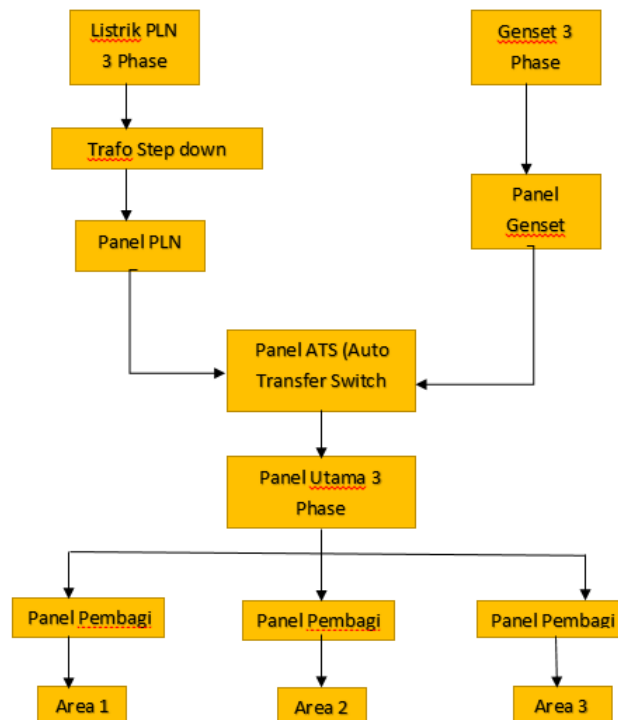 Listrik PLN
3 Phase
Genset 3
Phase
Trafo Step down
Panel
Genset
Panel PLN
Panel ATS (Auto
Transfer Switch
Panel Utama 3
Phase
Panel Pembagi
Panel Pembagi
Panel Pembagi
Area 1
Area 2
Area 3